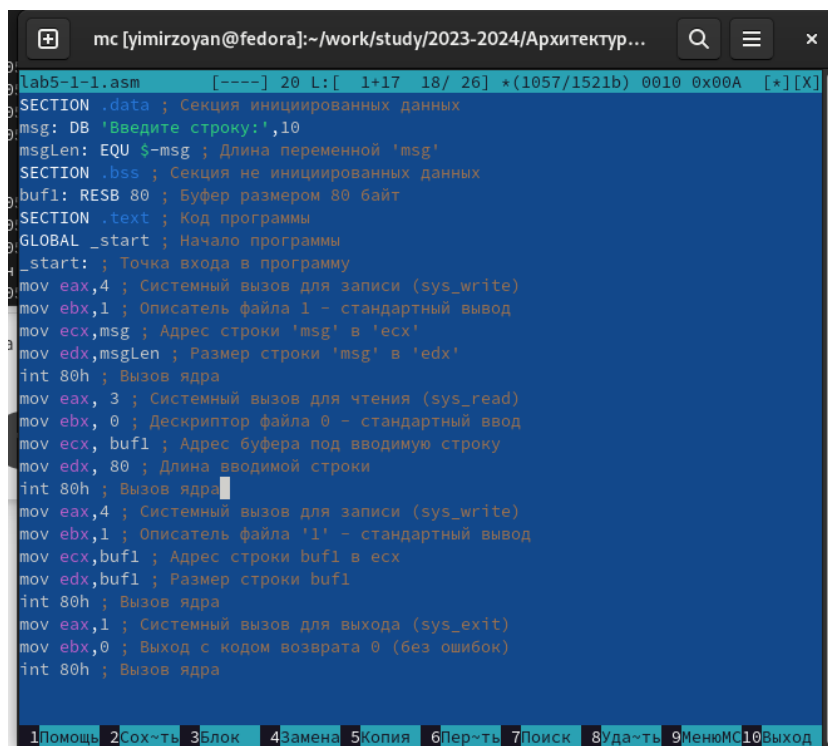 mc [yimirzoyan@fedora]:~/work/study/2023-2024/Архитектур...
lab5-1-1.asm [----] 20 L:[ 1+17 18/ 26] *(1057/1521b) 0010 0x00A [*][X]
SECTION .data ; Секция инициированных данных
msg: DB 'Введите строку:',10
msgLen: EQU $-msg ; Длина переменной 'msg'
SECTION .bss ; Секция не инициированных данных
buf1: RESB 80 ; Буфер размером 80 байт
SECTION .text ; Код программы
GLOBAL _start ; Начало программы
_start: ; Точка входа в программу
mov eax,4 ; Системный вызов для записи (sys_write)
mov ebx,1 ; Описатель файла 1 - стандартный вывод
mov ecx,msg ; Адрес строки 'msg' в 'ecx'
mov edx,msgLen ; Размер строки 'msg' в 'edx'
int 80h ; Вызов ядра
mov eax, 3 ; Системный вызов для чтения (sys_read)
mov ebx, 0 ; Дескриптор файла 0 - стандартный ввод
mov ecx, buf1 ; Адрес буфера под вводимую строку
mov edx, 80 ; Длина вводимой строки
int 80h ; Вызов ядра
mov eax,4 ; Системный вызов для записи (sys_write)
mov ebx,1 ; Описатель файла '1' - стандартный вывод
mov ecx,buf1 ; Адрес строки buf1 в ecx
mov edx,buf1 ; Размер строки buf1
int 80h ; Вызов ядра
mov eax,1 ; Системный вызов для выхода (sys_exit)
mov ebx,0 ; Выход с кодом возврата 0 (без ошибок)
int 80h ; Вызов ядра
1Помощь 2Сох~ть 3Блок 4Замена 5Копия 6Пер~ть 7Поиск 8Уда~ть 9МенюMC 10Выход